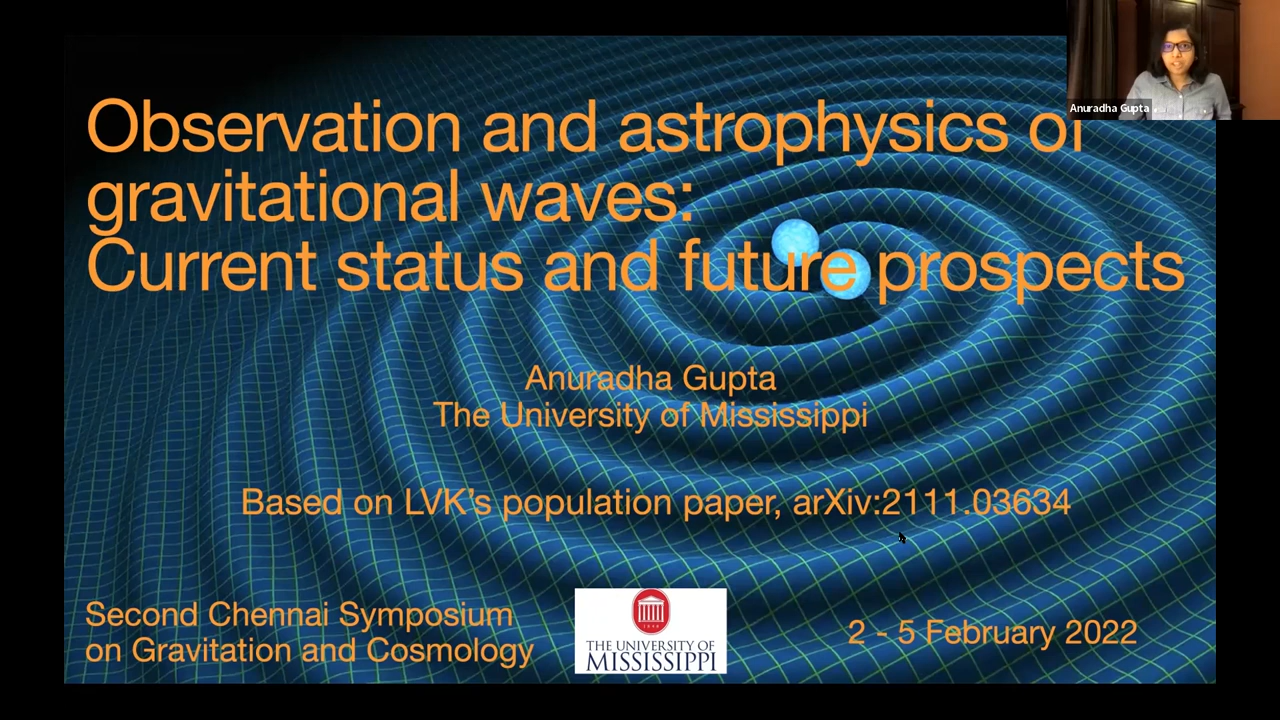 Observation and astrophysics of
gravitational waves:
Current status and future prospects
Anuradha Gupta
Anuradha Gupta
The University of Mississippi
Based on LVK's population paper, arXiv:2111.03634
Second Chennai Symposium
on Gravitation and Cosmology
THE UNIVERSITY OF
MISSISSIPPI
2 - 5 February 2022